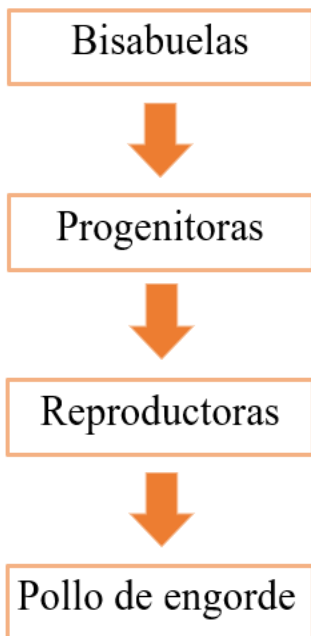 Bisabuelas
Progenitoras
Reproductoras
Pollo de engorde